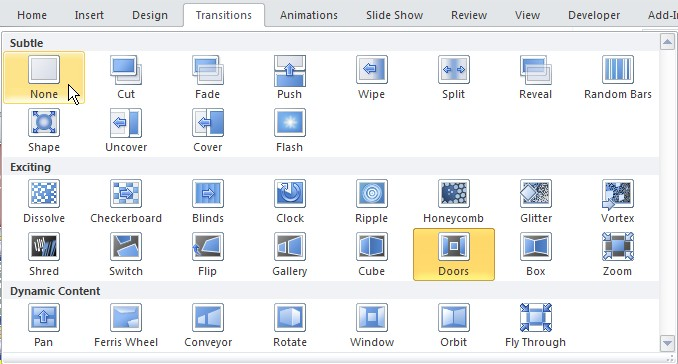 Home Insert Design Transitions Animations Slide Show Review View Developer
Subtle
None Cut Fade Push Wipe Split Reveal Random Bars
Shape Uncover Cover Flash
Exciting
Dissolve Checkerboard Blinds Clock Ripple Honeycomb Glitter Vortex
Shred Switch Flip Gallery Cube Doors Box Zoom
Dynamic Content
Pan Ferris Wheel Conveyor Rotate Window Orbit Fly Through